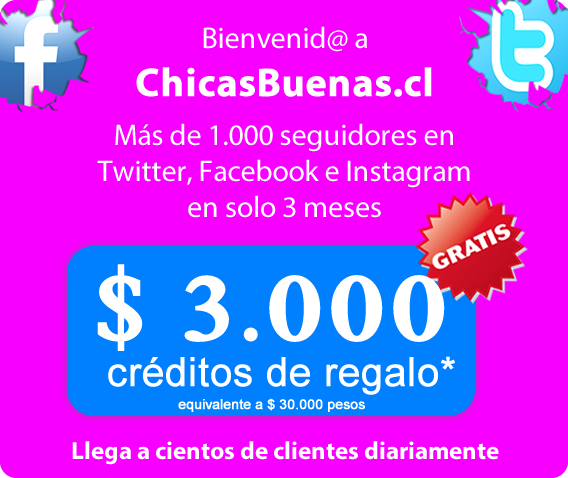 Bienvenid@ a
ChicasBuenas.cl
Más de 1.000 seguidores en
Twitter, Facebook e Instagram
en solo 3 meses
GRATIS
$ 3.000
créditos de regalo*
equivalente a $ 30.000 pesos
Llega a cientos de clientes diariamente